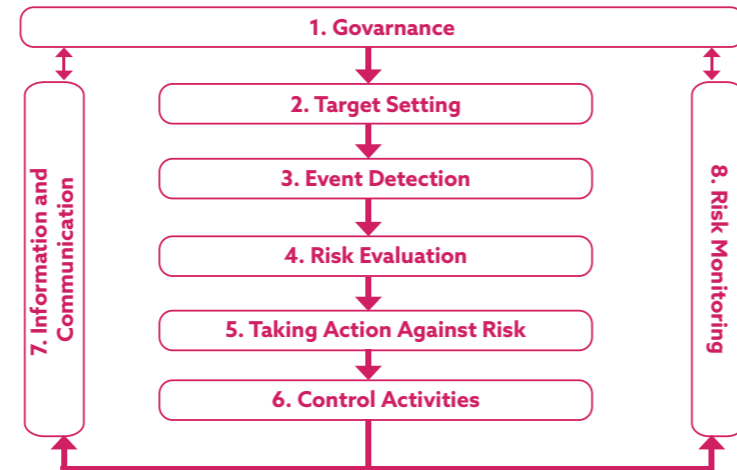 1. Govarnance
2. Target Setting
3. Event Detection
4. Risk Evaluation
5. Taking Action Against Risk
6. Control Activities
7. Information and
Communication
8. Risk Monitoring